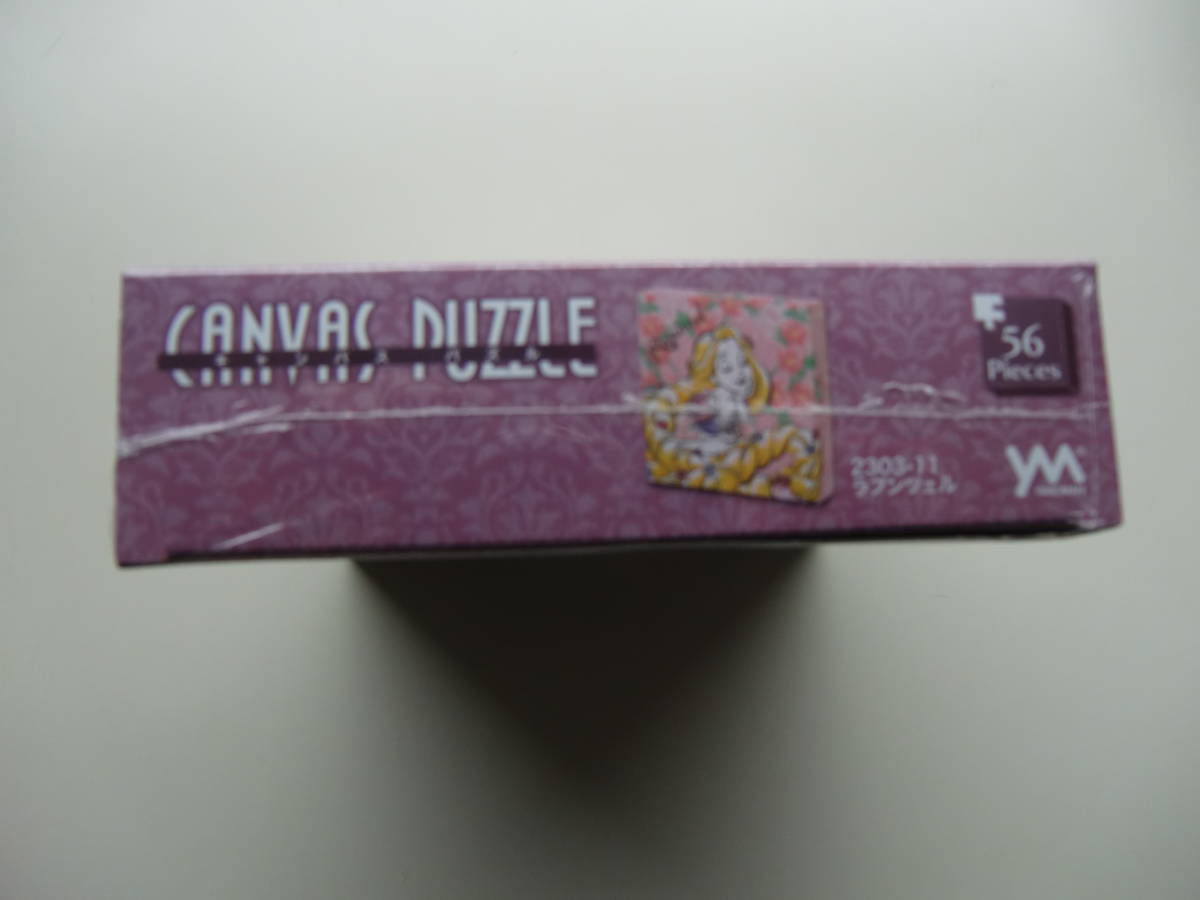 CANVAS PUZZLE
キャンバス パズル
56
Pieces
2303-11
ラプンツェル
YM